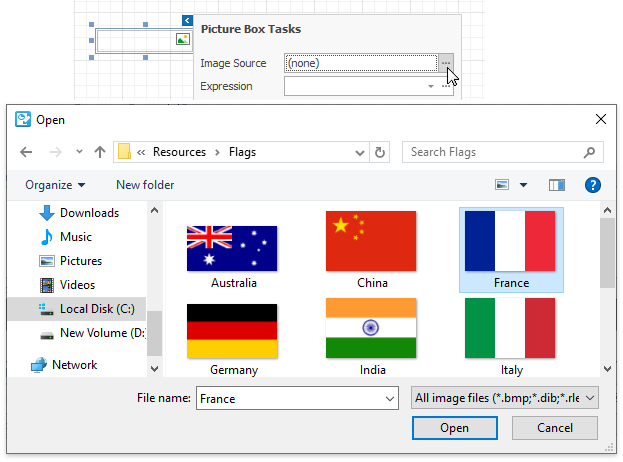 Picture Box Tasks
Image Source (none) ...
Expression ...
Open
« Resources › Flags
Search Flags
Organize New folder
Downloads
Music
Pictures
Videos
Local Disk (C:)
New Volume (D:
Network
Australia China France
Germany India Italy
File name: France All image files (*.bmp;*.dib;*.rle
Open Cancel